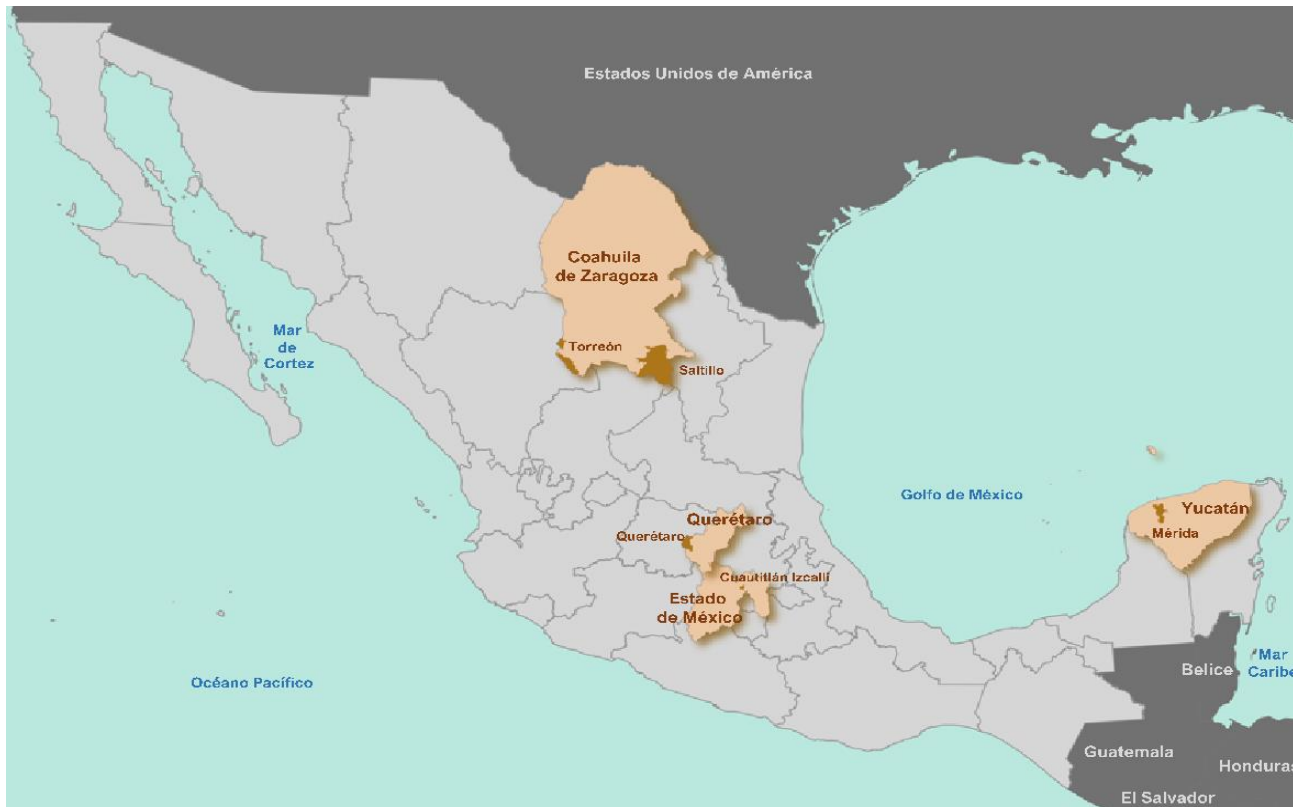 Estados Unidos de América
Coahuila
de Zaragoza
Mar
de
Cortez
Torreón
Saltillo
Golfo de México
Yucatán
Mérida
Querétaro
Querétaro
Cuautitlán Izcalli
Estado
de México
Océano Pacífico
Belice
Mar
Caribe
Guatemala
Honduras
El Salvador